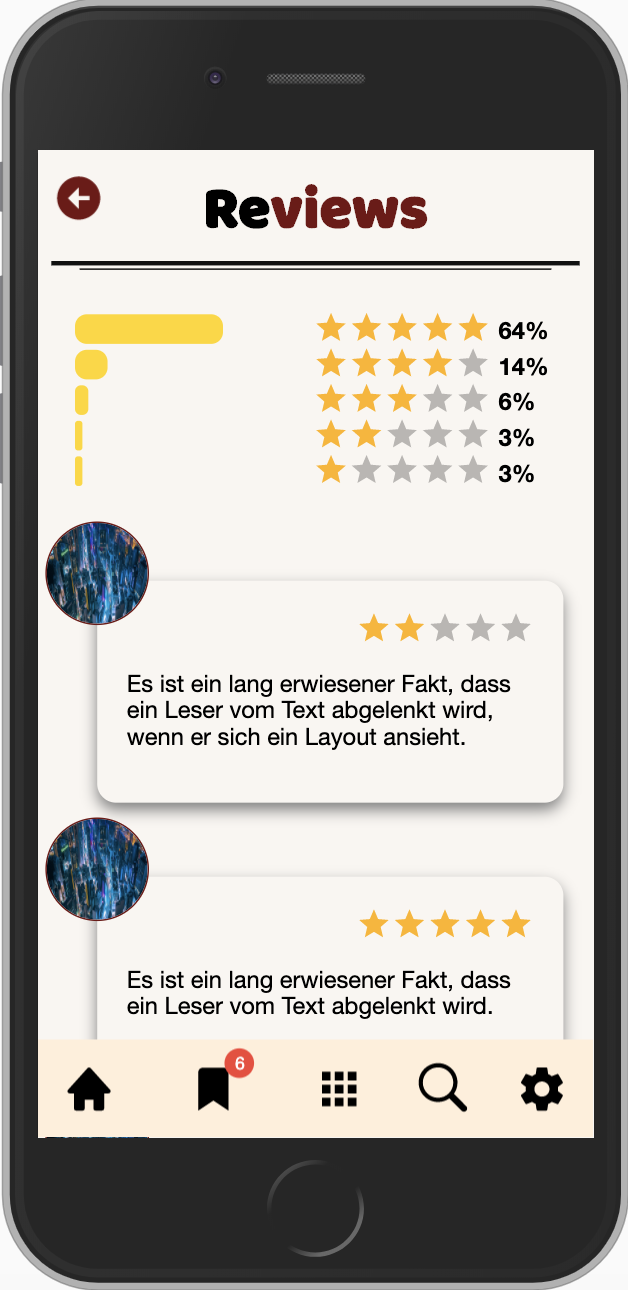 Reviews
64%
14%
6%
3%
3%
Es ist ein lang erwiesener Fakt, dass
ein Leser vom Text abgelenkt wird,
wenn er sich ein Layout ansieht.
Es ist ein lang erwiesener Fakt, dass
ein Leser vom Text abgelenkt wird.
6